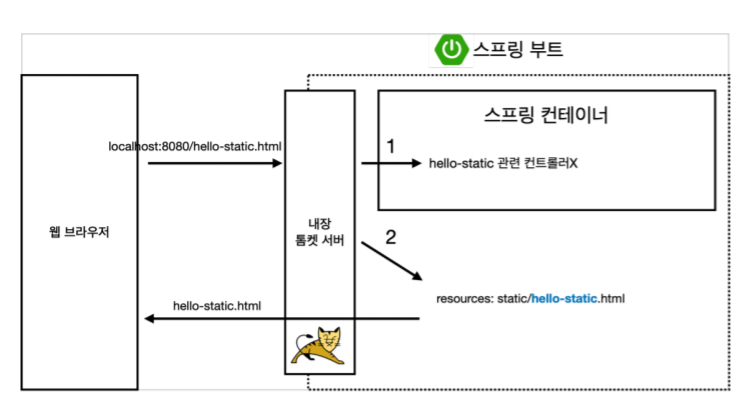 스프링 부트
스프링 컨테이너
localhost:8080/hello-static.html
1
hello-static 관련 컨트롤러X
웹 브라우저
내장
톰켓 서버
2
resources: static/hello-static.html
hello-static.html